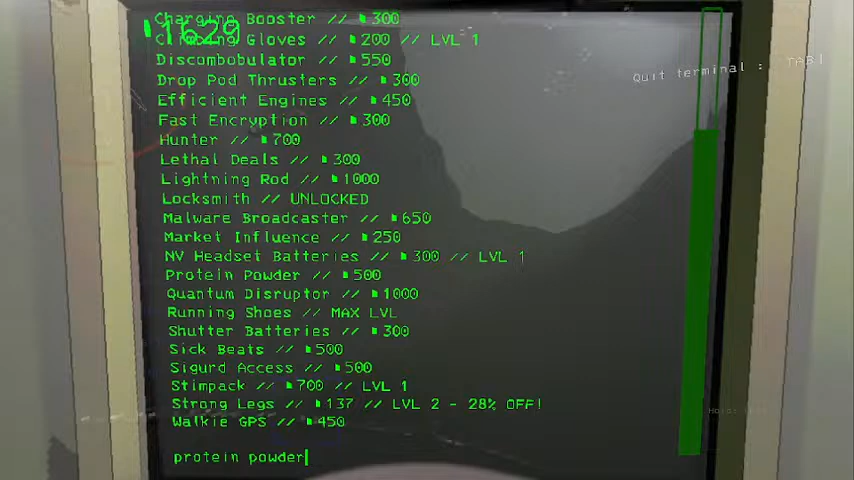 Charging Booster // ▮300
▮1629
Climbing Gloves // ▮200 // LVL 1
Discombobulator // ▮550
Quit terminal : [TAB]
Drop Pod Thrusters // ▮300
Efficient Engines // ▮450
Fast Encryption // ▮300
Hunter // ▮700
Lethal Deals // ▮300
Lightning Rod // ▮1000
Locksmith // UNLOCKED
Malware Broadcaster // ▮650
Market Influence // ▮250
NV Headset Batteries // ▮300 // LVL 1
Protein Powder // ▮500
Quantum Disruptor // ▮1000
Running Shoes // MAX LVL
Shutter Batteries // ▮300
Sick Beats // ▮500
Sigurd Access // ▮500
Stimpack // ▮700 // LVL 1
Strong Legs // ▮137 // LVL 2 - 28% OFF!
Walkie GPS // ▮450
protein powder